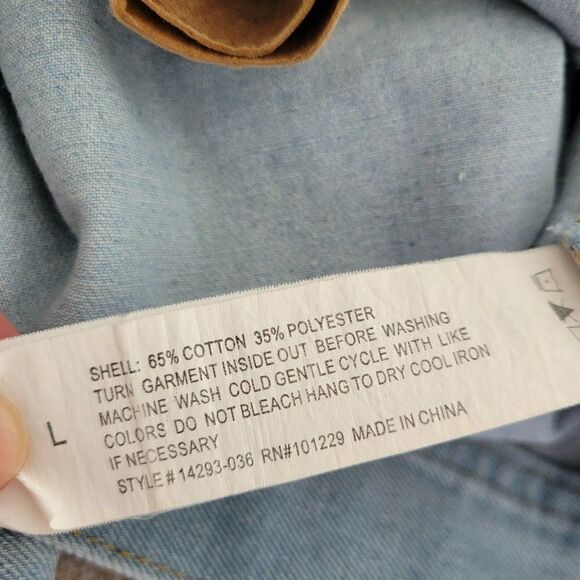 SHELL: 65% COTTON 35% POLYESTER
TURN GARMENT INSIDE OUT BEFORE WASHING
MACHINE WASH COLD GENTLE CYCLE WITH LIKE
COLORS DO NOT BLEACH HANG TO DRY COOL IRON
IF NECESSARY
STYLE # 14293-036 RN#101229 MADE IN CHINA
L